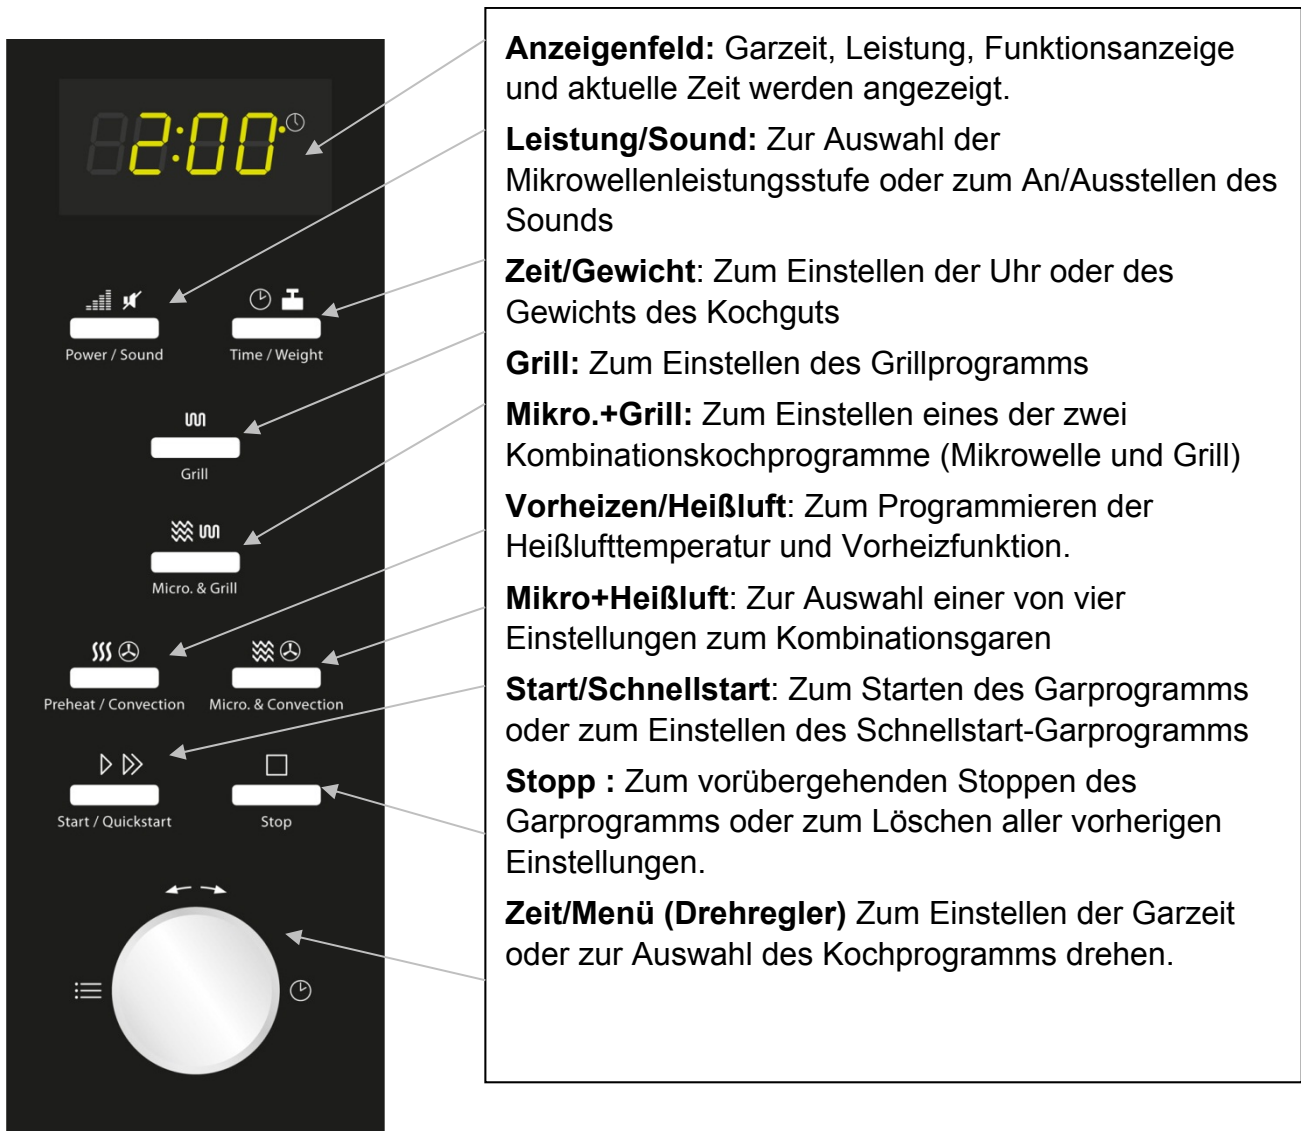 2:00
Power / Sound
Time / Weight
Grill
Micro. & Grill
Preheat / Convection
Micro. & Convection
Start / Quickstart
Stop
Anzeigenfeld: Garzeit, Leistung, Funktionsanzeige
und aktuelle Zeit werden angezeigt.
Leistung/Sound: Zur Auswahl der
Mikrowellenleistungsstufe oder zum An/Ausstellen des
Sounds
Zeit/Gewicht: Zum Einstellen der Uhr oder des
Gewichts des Kochguts
Grill: Zum Einstellen des Grillprogramms
Mikro.+Grill: Zum Einstellen eines der zwei
Kombinationskochprogramme (Mikrowelle und Grill)
Vorheizen/Heißluft: Zum Programmieren der
Heißlufttemperatur und Vorheizfunktion.
Mikro+Heißluft: Zur Auswahl einer von vier
Einstellungen zum Kombinationsgaren
Start/Schnellstart: Zum Starten des Garprogramms
oder zum Einstellen des Schnellstart-Garprogramms
Stopp : Zum vorübergehenden Stoppen des
Garprogramms oder zum Löschen aller vorherigen
Einstellungen.
Zeit/Menü (Drehregler) Zum Einstellen der Garzeit
oder zur Auswahl des Kochprogramms drehen.